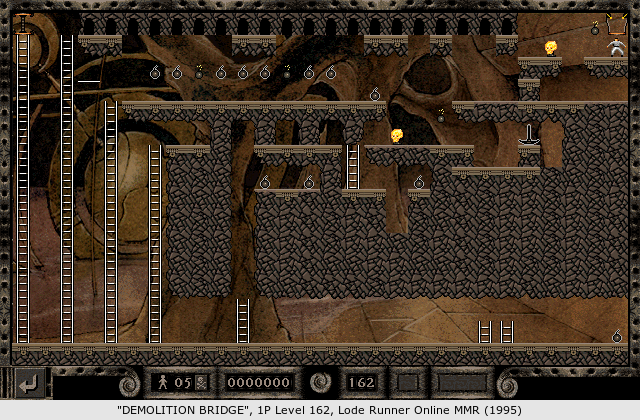 05 0000000 162
"DEMOLITION BRIDGE", 1P Level 162, Lode Runner Online MMR (1995)